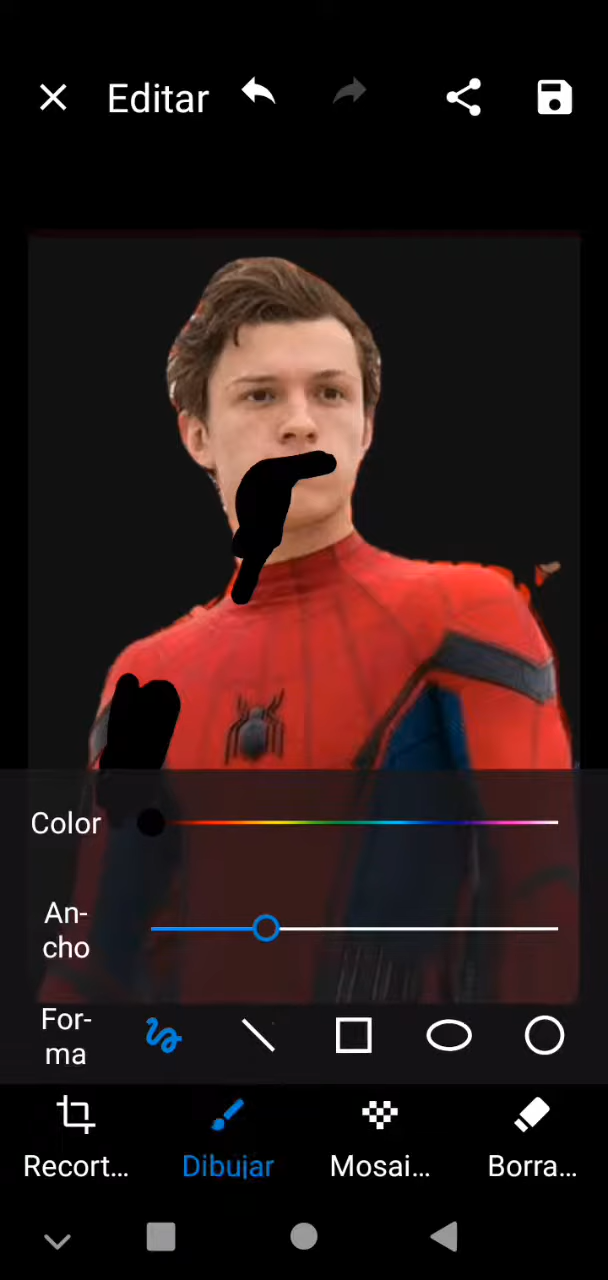 Editar
Color
An-
cho
For-
ma
Recort...
Dibujar
Mosai...
Borra...